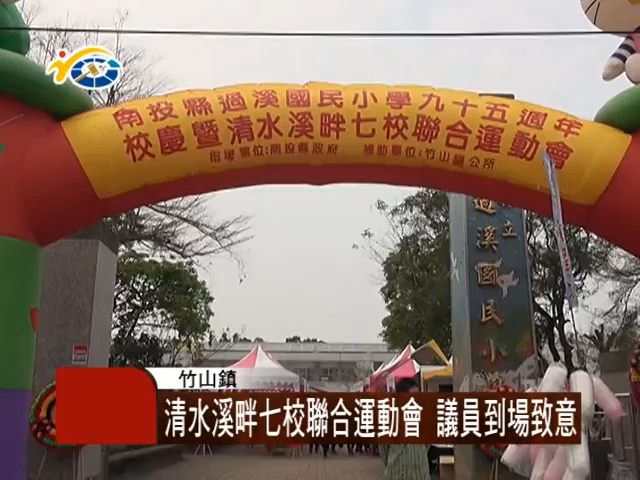 南投縣過溪國民小學九十五週年
校慶暨清水溪畔七校聯合運動會
指導單位:南投縣政府 補助單位:竹山鎮公所
立
過溪國民小
竹山鎮
清水溪畔七校聯合運動會 議員到場致意